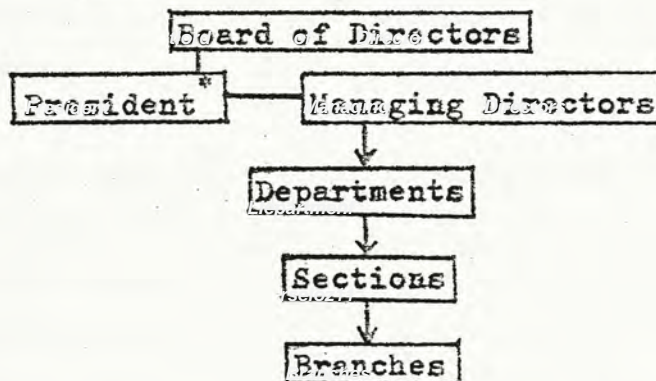 Board of Directors
President* Managing Directors
Departments
Sections
Branches